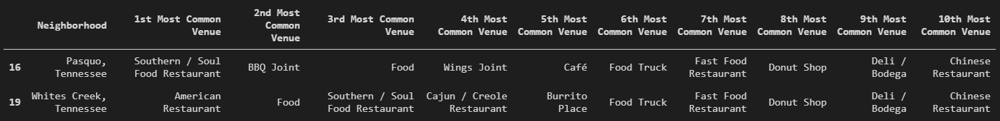 Neighborhood 1st Most Common Venue 2nd Most Common Venue 3rd Most Common Venue 4th Most Common Venue 5th Most Common Venue 6th Most Common Venue 7th Most Common Venue 8th Most Common Venue 9th Most Common Venue 10th Most Common Venue
16 Pasquo, Tennessee Southern / Soul Food Restaurant BBQ Joint Food Wings Joint Café Food Truck Fast Food Restaurant Donut Shop Deli / Bodega Chinese Restaurant
19 Whites Creek, Tennessee American Restaurant Food Southern / Soul Food Restaurant Cajun / Creole Restaurant Burrito Place Food Truck Fast Food Restaurant Donut Shop Deli / Bodega Chinese Restaurant